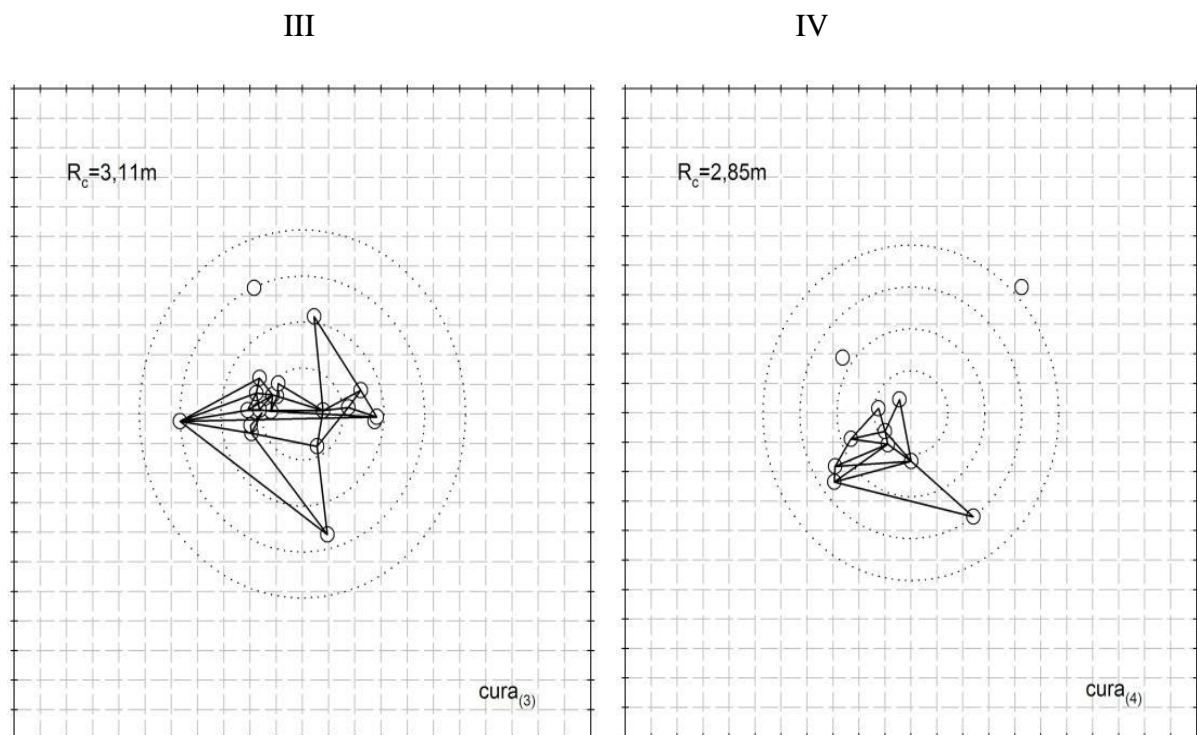 III
IV
R_c=3,11m
R_c=2,85m
cura_(3)
cura_(4)